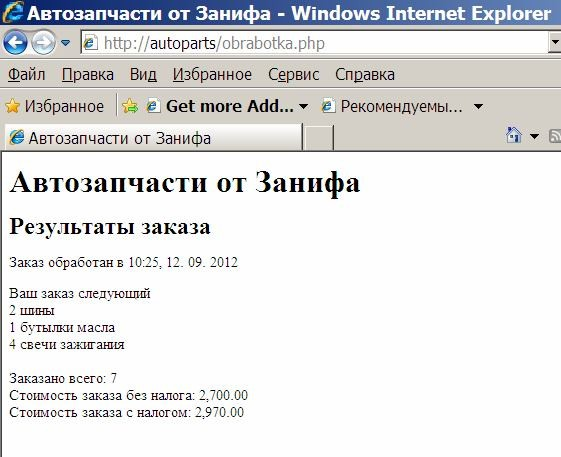 Автозапчасти от Занифа - Windows Internet Explorer
http://autoparts/obrabotka.php
Файл Правка Вид Избранное Сервис Справка
Избранное Get more Add... Рекомендуемы...
Автозапчасти от Занифа
Автозапчасти от Занифа
Результаты заказа
Заказ обработан в 10:25, 12. 09. 2012
Ваш заказ следующий
2 шины
1 бутылки масла
4 свечи зажигания
Заказано всего: 7
Стоимость заказа без налога: 2,700.00
Стоимость заказа с налогом: 2,970.00